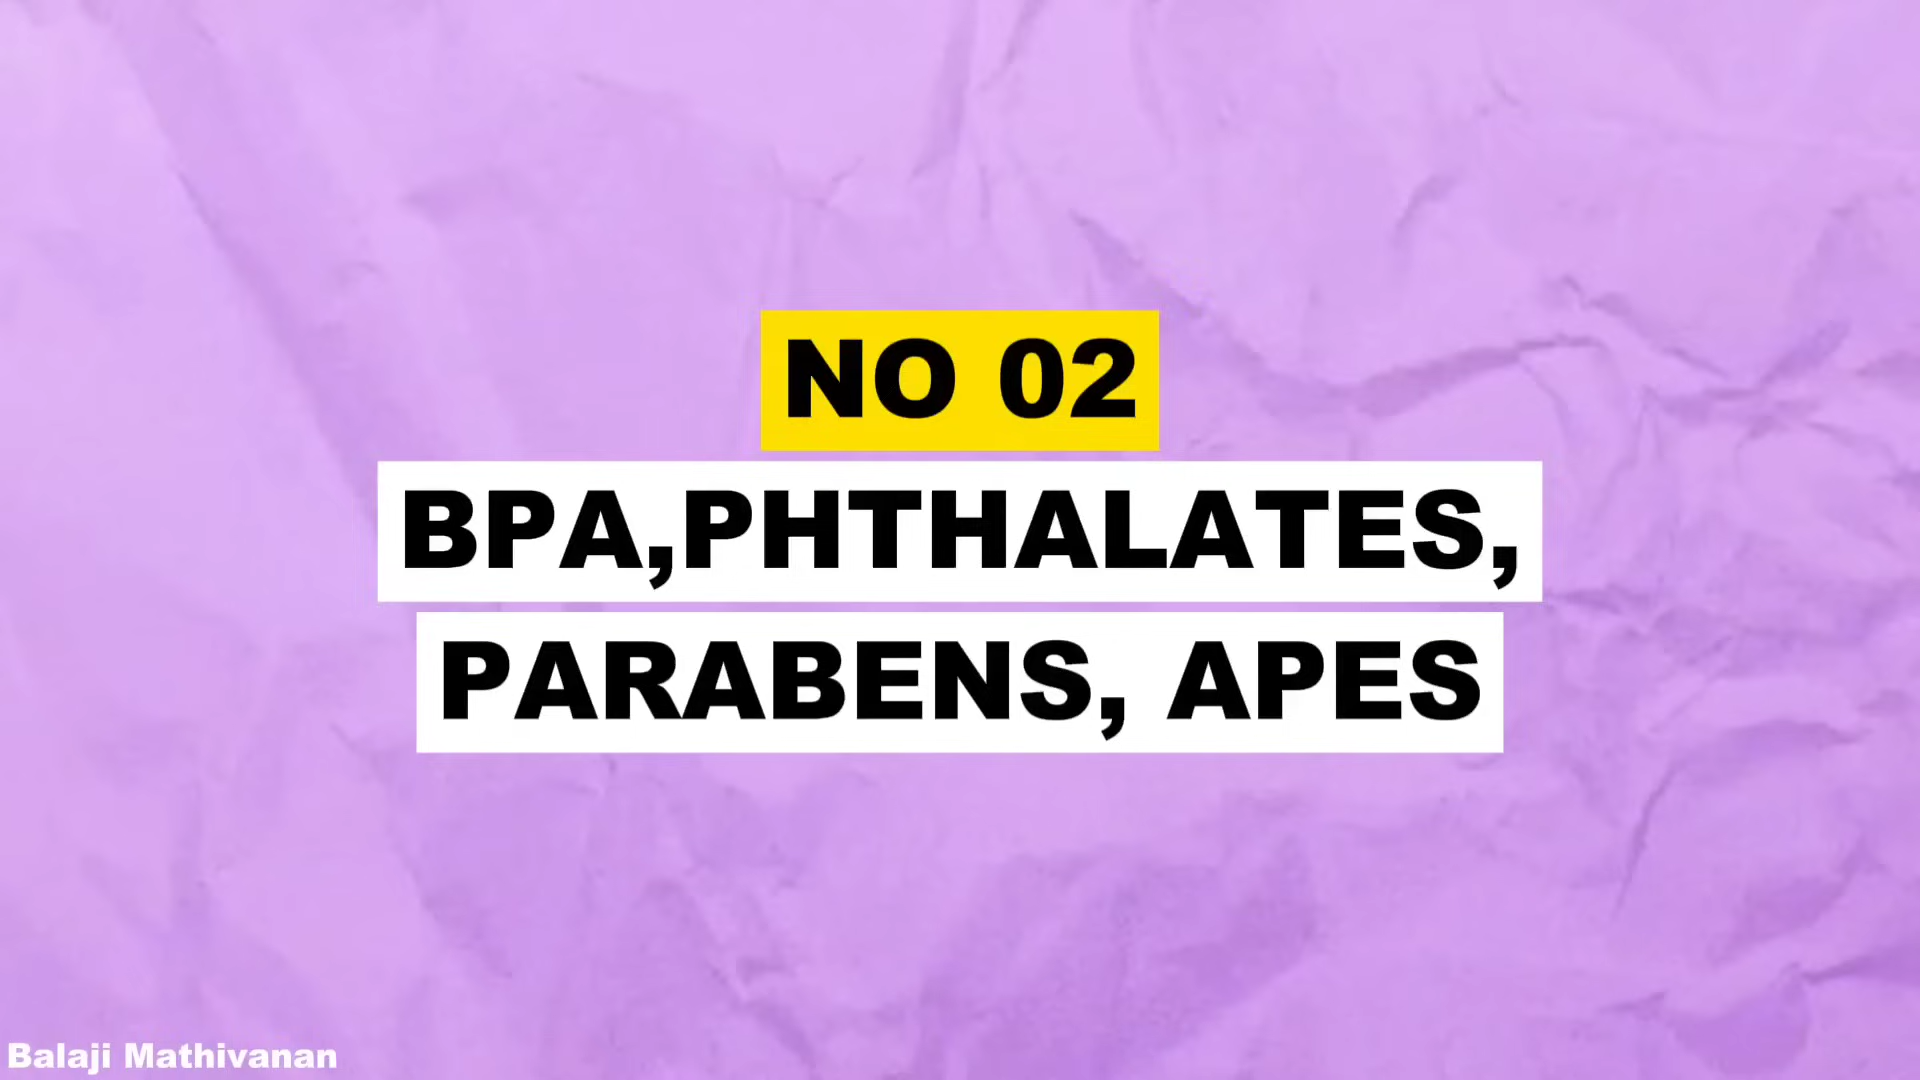 NO 02
BPA,PHTHALATES,
PARABENS, APES
Balaji Mathivanan